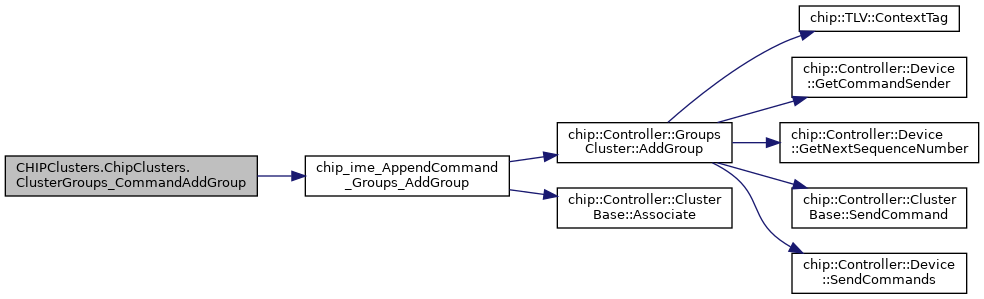 CHIPClusters.ChipClusters.
ClusterGroups_CommandAddGroup
chip_ime_AppendCommand
_Groups_AddGroup
chip::Controller::Groups
Cluster::AddGroup
chip::Controller::Cluster
Base::Associate
chip::TLV::ContextTag
chip::Controller::Device
::GetCommandSender
chip::Controller::Device
::GetNextSequenceNumber
chip::Controller::Cluster
Base::SendCommand
chip::Controller::Device
::SendCommands